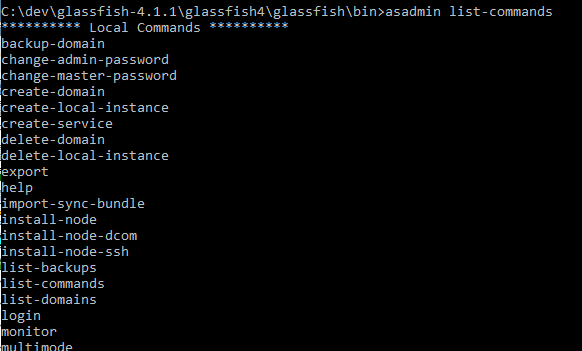 C:\dev\glassfish-4.1.1\glassfish4\glassfish\bin>asadmin list-commands
********** Local Commands **********
backup-domain
change-admin-password
change-master-password
create-domain
create-local-instance
create-service
delete-domain
delete-local-instance
export
help
import-sync-bundle
install-node
install-node-dcom
install-node-ssh
list-backups
list-commands
list-domains
login
monitor
multimode